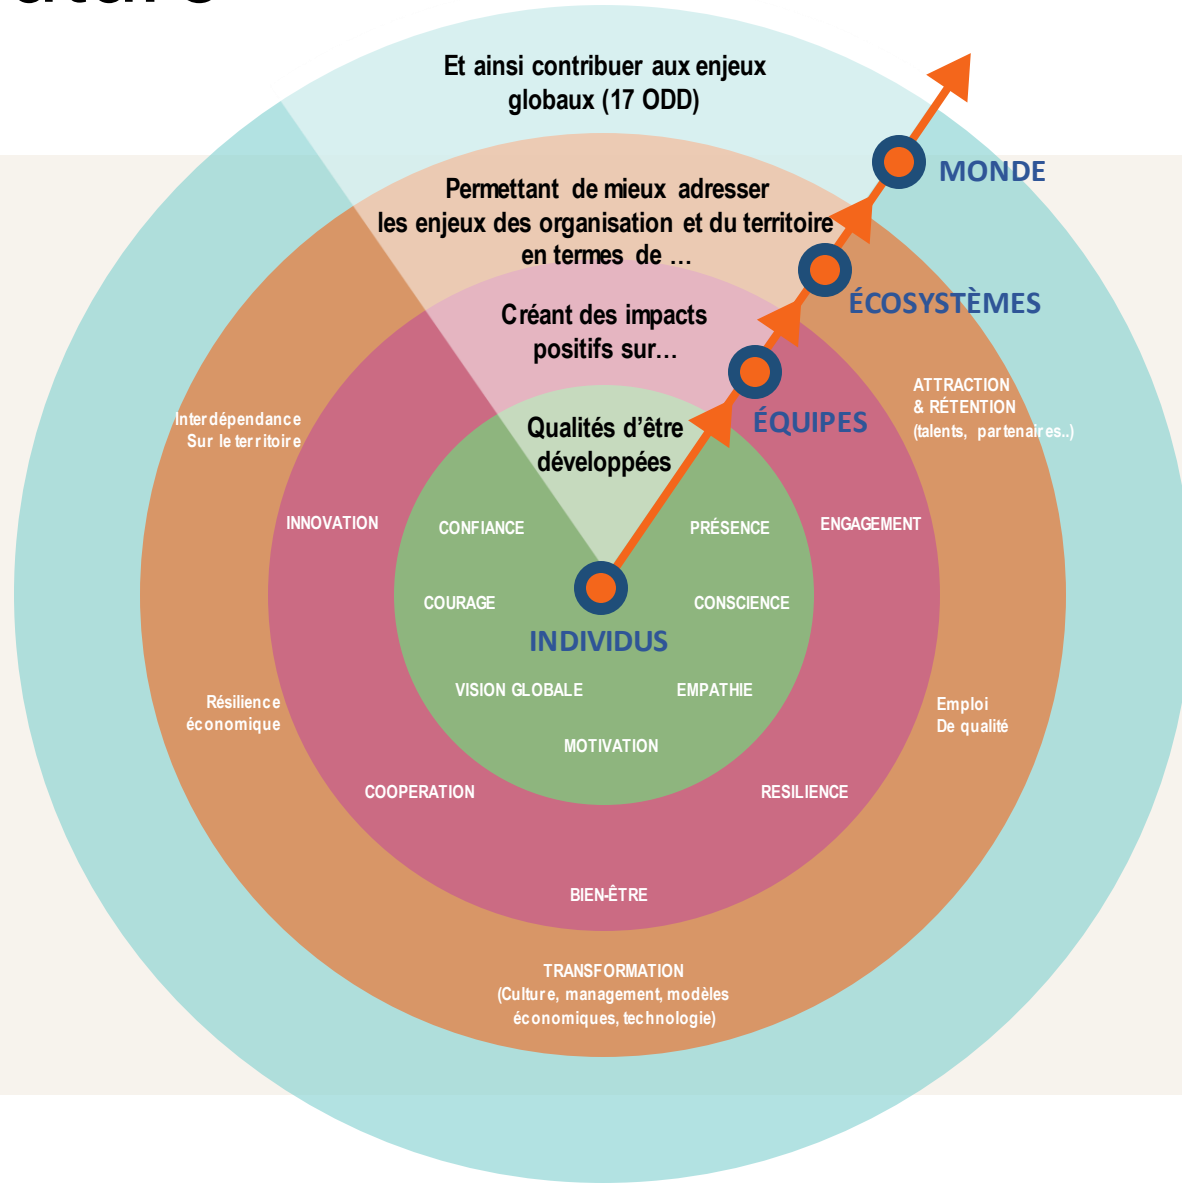 Et ainsi contribuer aux enjeux
globaux (17 ODD)
MONDE
Permettant de mieux adresser
les enjeux des organisation et du territoire
en termes de ...
ÉCOSYSTÈMES
Créant des impacts
positifs sur...
ATTRACTION
& RÉTENTION
(talents, partenaires..)
ÉQUIPES
Interdépendance
Sur le territoire
Qualités d'être
développées
INNOVATION
CONFIANCE
PRÉSENCE
ENGAGEMENT
COURAGE
CONSCIENCE
INDIVIDUS
VISION GLOBALE
EMPATHIE
Résilience
économique
Emploi
De qualité
MOTIVATION
COOPERATION
RESILIENCE
BIEN-ÊTRE
TRANSFORMATION
(Culture, management, modèles
économiques, technologie)